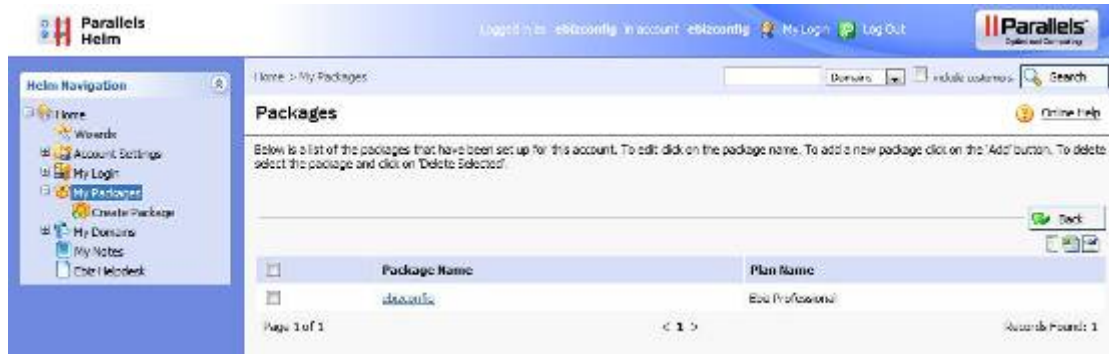 Parallels
Helm
Logged in as ebizconfig in account ebizconfig My Login Log Out
Parallels
Optimized Computing
Helm Navigation
Home
Wizards
Account Settings
My Login
My Packages
Create Package
My Domains
My Notes
Ebiz Helpdesk
Home > My Packages
Domains include customers Search
Packages
Online Help
Below is a list of the packages that have been set up for this account. To edit click on the package name. To add a new package click on the 'Add' button. To delete
select the package and click on 'Delete Selected'.
Back
Package Name Plan Name
ebizconfig Ebiz Professional
Page 1 of 1 < 1 > Records Found: 1